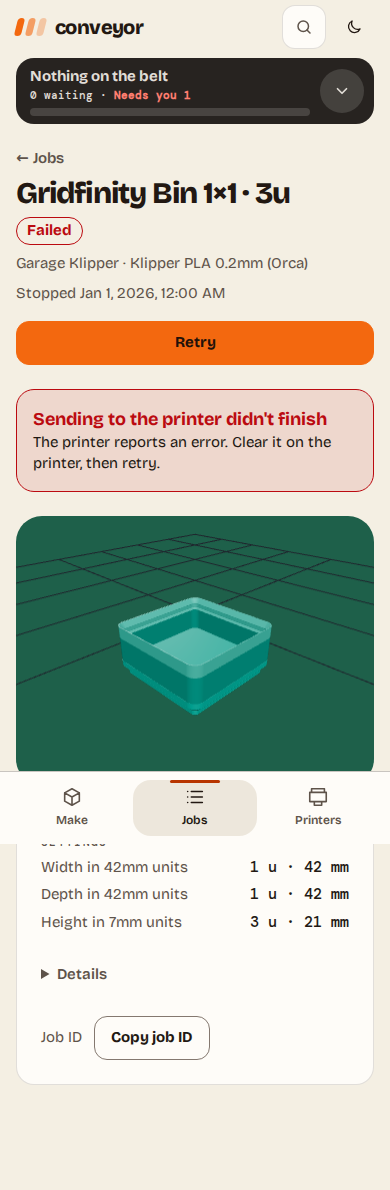 conveyor
Nothing on the belt
0 waiting · Needs you 1
← Jobs
Gridfinity Bin 1×1 · 3u
Failed
Garage Klipper · Klipper PLA 0.2mm (Orca)
Stopped Jan 1, 2026, 12:00 AM
Retry
Sending to the printer didn't finish
The printer reports an error. Clear it on the
printer, then retry.
Make
Jobs
Printers
Width in 42mm units 1 u · 42 mm
Depth in 42mm units 1 u · 42 mm
Height in 7mm units 3 u · 21 mm
Details
Job ID Copy job ID